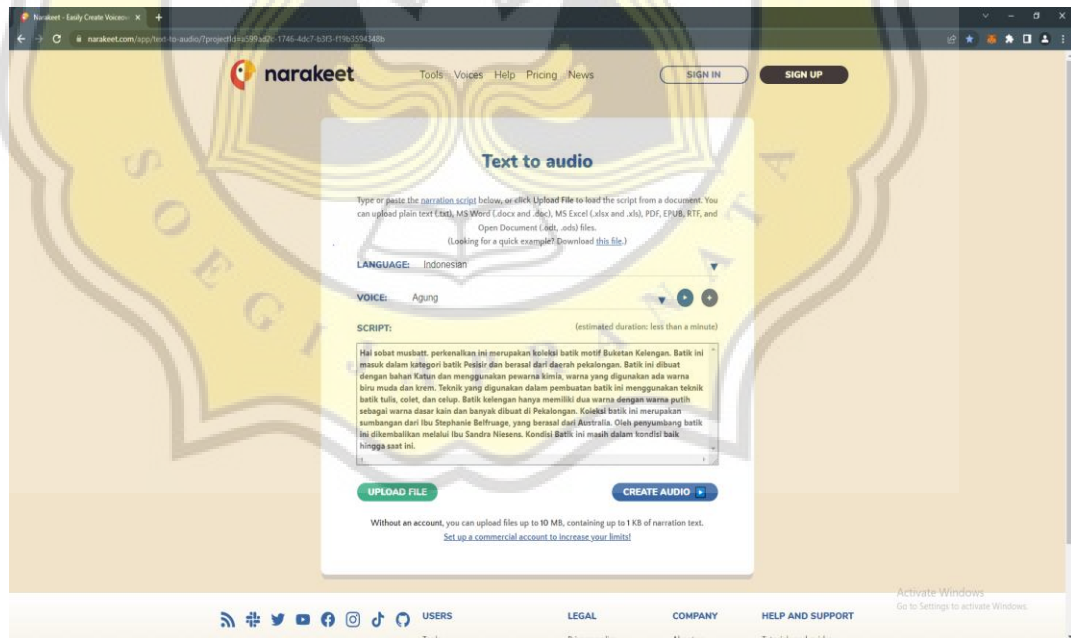 Narakeet - Easily Create Voiceov
narakeet.com/app/text-to-audio/?projectId=a599ad2c-1746-4dc7-b3f3-f19b3594348b
narakeet
Tools Voices Help Pricing News
SIGN IN
SIGN UP
Text to audio
Type or paste the narration script below, or click Upload File to load the script from a document. You
can upload plain text (.txt), MS Word (.docx and .doc), MS Excel (.xlsx and .xls), PDF, EPUB, RTF, and
Open Document (.odt, .ods) files.
(Looking for a quick example? Download this file.)
LANGUAGE: Indonesian
VOICE: Agung
SCRIPT: (estimated duration: less than a minute)
Hai sobat musbatt. perkenalkan ini merupakan koleksi batik motif Buketan Kelengan. Batik ini
masuk dalam kategori batik Pesisir dan berasal dari daerah pekalongan. Batik ini dibuat
dengan bahan Katun dan menggunakan pewarna kimia, warna yang digunakan ada warna
biru muda dan krem. Teknik yang digunakan dalam pembuatan batik ini menggunakan teknik
batik tulis, colet, dan celup. Batik kelengan hanya memiliki dua warna dengan warna putih
sebagai warna dasar kain dan banyak dibuat di Pekalongan. Koleksi batik ini merupakan
sumbangan dari Ibu Stephanie Belfruage, yang berasal dari Australia. Oleh penyumbang batik
ini dikembalikan melalui Ibu Sandra Niesens. Kondisi Batik ini masih dalam kondisi baik
hingga saat ini.
UPLOAD FILE
CREATE AUDIO
Without an account, you can upload files up to 10 MB, containing up to 1 KB of narration text.
Set up a commercial account to increase your limits!
Activate Windows
Go to Settings to activate Windows.
USERS
LEGAL
COMPANY
HELP AND SUPPORT
SOEGIJAPRANATA